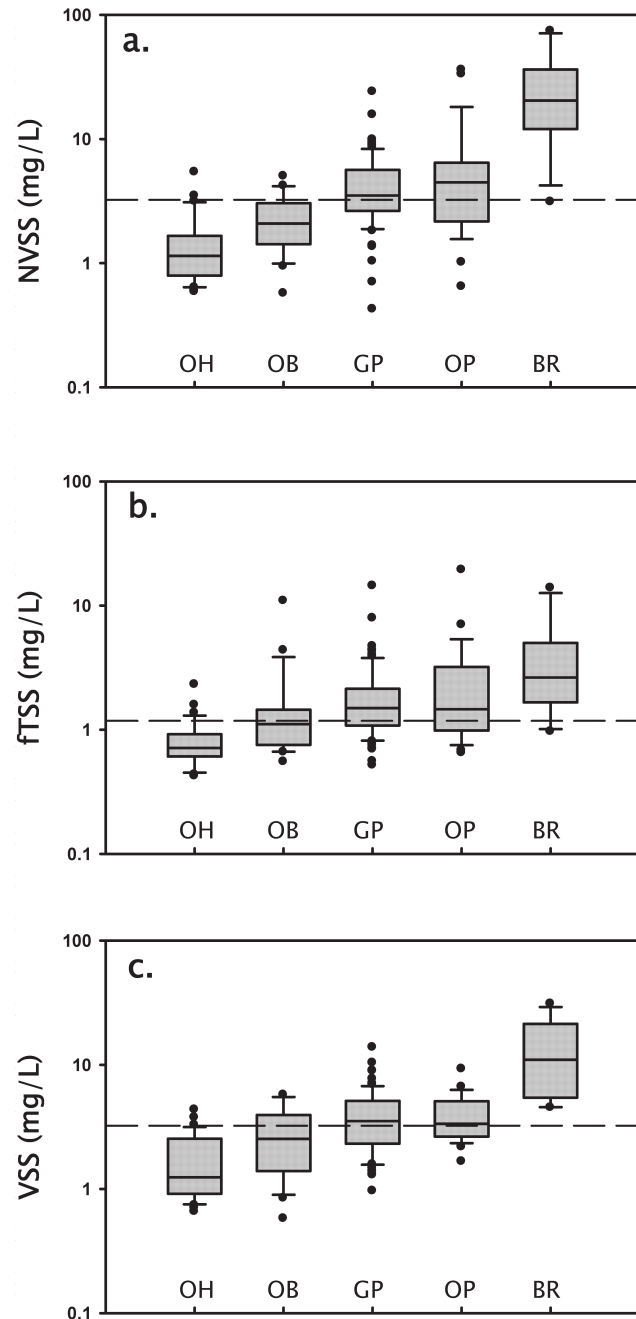 a.
NVSS (mg/L)
100
10
1
0.1
OH OB GP OP BR
b.
fTSS (mg/L)
100
10
1
0.1
OH OB GP OP BR
c.
VSS (mg/L)
100
10
1
0.1
OH OB GP OP BR